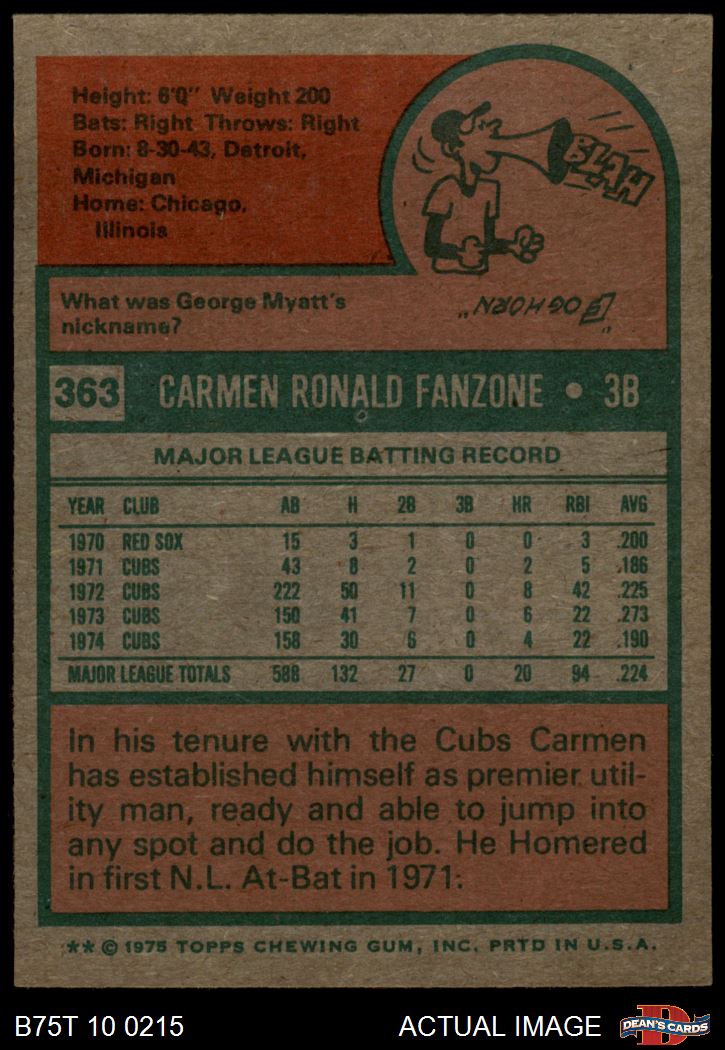 Height: 6'0" Weight 200
Bats: Right Throws: Right
Born: 8-30-43, Detroit,
Michigan
Home: Chicago,
Illinois
BLAH
What was George Myatt's
nickname?
"FOGHORN"
363 CARMEN RONALD FANZONE • 3B
MAJOR LEAGUE BATTING RECORD
YEAR CLUB AB H 2B 3B HR RBI AVG
1970 RED SOX 15 3 1 0 0 3 .200
1971 CUBS 43 8 2 0 2 5 .186
1972 CUBS 222 50 11 0 8 42 .225
1973 CUBS 150 41 7 0 6 22 .273
1974 CUBS 158 30 6 0 4 22 .190
MAJOR LEAGUE TOTALS 588 132 27 0 20 94 .224
In his tenure with the Cubs Carmen
has established himself as premier util-
ity man, ready and able to jump into
any spot and do the job. He Homered
in first N.L. At-Bat in 1971.
** © 1975 TOPPS CHEWING GUM, INC. PRTD IN U.S.A.
B75T 10 0215 ACTUAL IMAGE
DEAN'S CARDS